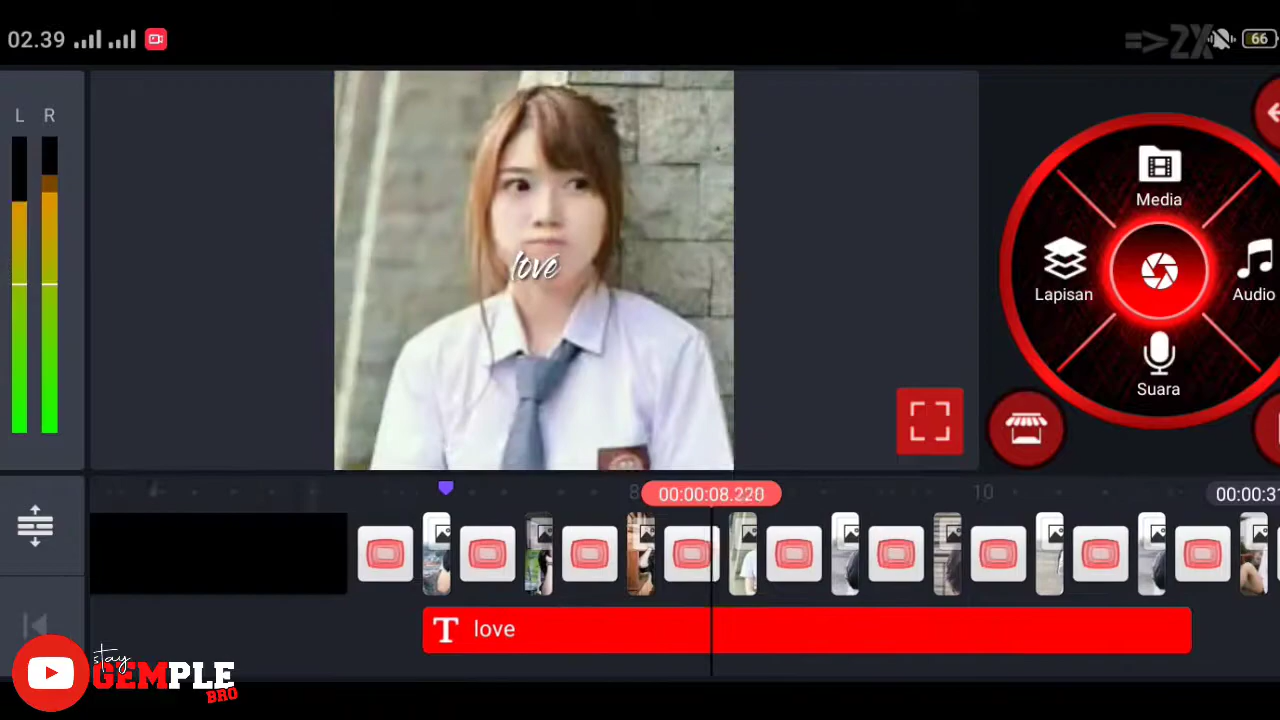 02.39
=>2X
66
L R
love
Media
Lapisan
Audio
Suara
8
00:00:08.220
10
00:00:3
T love
stay
GEMPLE
BRO